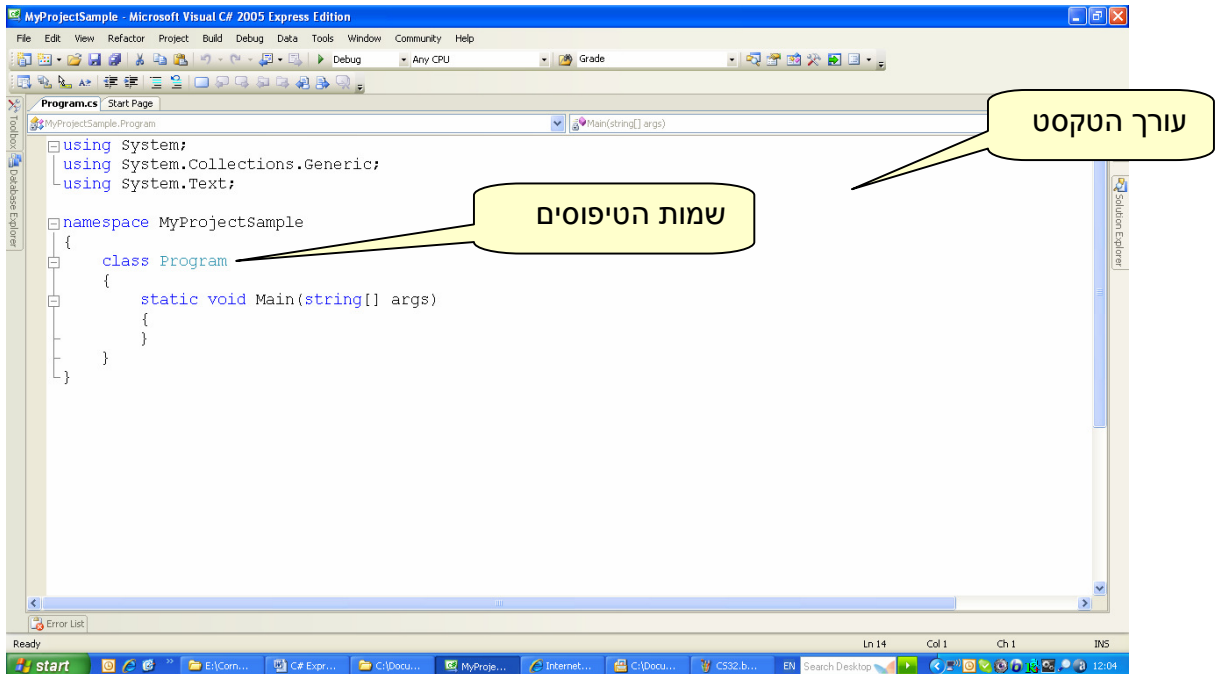 MyProjectSample - Microsoft Visual C# 2005 Express Edition
File Edit View Refactor Project Build Debug Data Tools Window Community Help
Debug Any CPU Grade
Program.cs Start Page
MyProjectSample.Program Main(string[] args)
עורך הטקסט
Toolbox
Database Explorer
Solution Explorer
using System;
using System.Collections.Generic;
using System.Text;
שמות הטיפוסים
namespace MyProjectSample
{
class Program
{
static void Main(string[] args)
{
}
}
}
Error List
Ready Ln 14 Col 1 Ch 1 INS
start E:\Corn... C# Expr... C:\Docu... MyProje... Internet... C:\Docu... CS32.b... EN Search Desktop 12:04